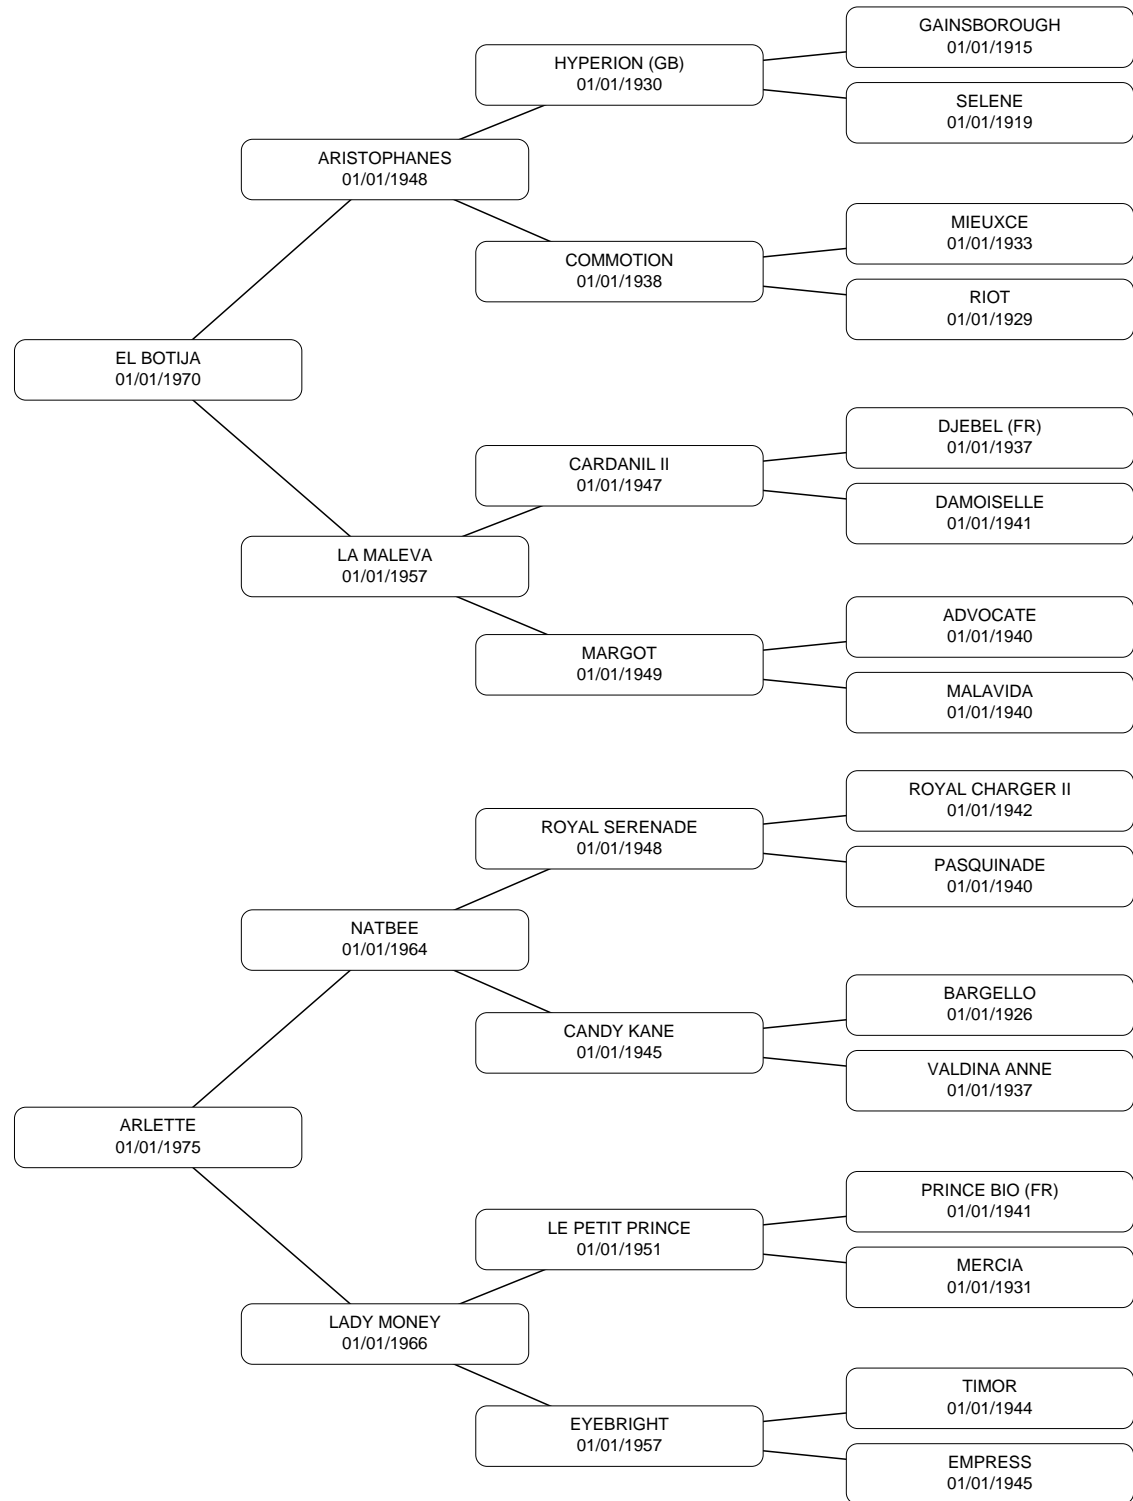 GAINSBOROUGH
01/01/1915
HYPERION (GB)
01/01/1930
SELENE
01/01/1919
ARISTOPHANES
01/01/1948
MIEUXCE
01/01/1933
COMMOTION
01/01/1938
RIOT
01/01/1929
EL BOTIJA
01/01/1970
DJEBEL (FR)
01/01/1937
CARDANIL II
01/01/1947
DAMOISELLE
01/01/1941
LA MALEVA
01/01/1957
ADVOCATE
01/01/1940
MARGOT
01/01/1949
MALAVIDA
01/01/1940
ROYAL CHARGER II
01/01/1942
ROYAL SERENADE
01/01/1948
PASQUINADE
01/01/1940
NATBEE
01/01/1964
BARGELLO
01/01/1926
CANDY KANE
01/01/1945
VALDINA ANNE
01/01/1937
ARLETTE
01/01/1975
PRINCE BIO (FR)
01/01/1941
LE PETIT PRINCE
01/01/1951
MERCIA
01/01/1931
LADY MONEY
01/01/1966
TIMOR
01/01/1944
EYEBRIGHT
01/01/1957
EMPRESS
01/01/1945